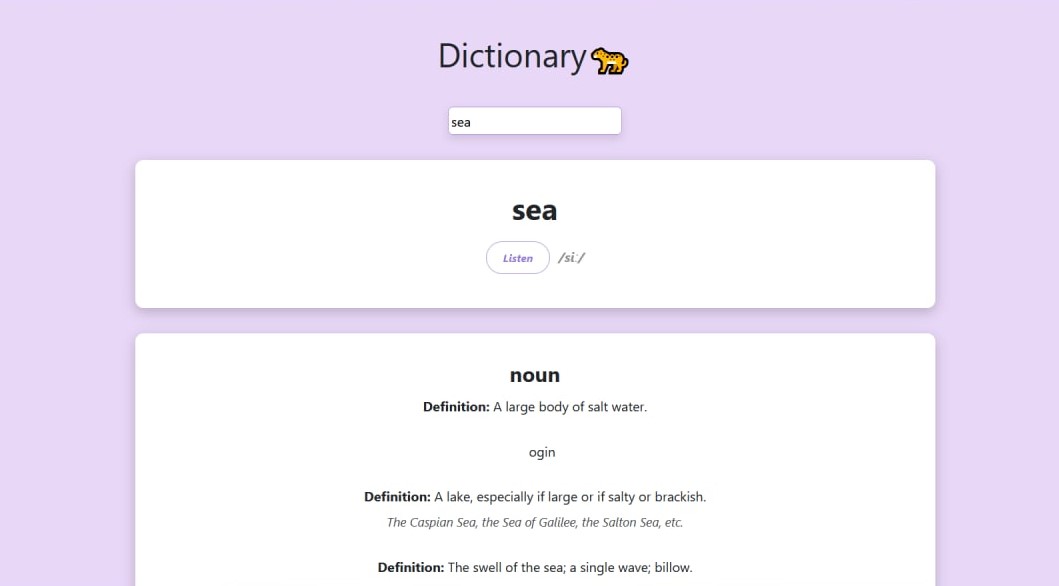 Dictionary
sea
sea
Listen /siː/
noun
Definition: A large body of salt water.
ogin
Definition: A lake, especially if large or if salty or brackish.
The Caspian Sea, the Sea of Galilee, the Salton Sea, etc.
Definition: The swell of the sea; a single wave; billow.